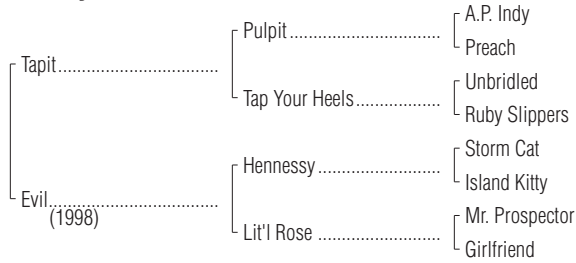 A.P. Indy
Pulpit
Preach
Tapit
Unbridled
Tap Your Heels
Ruby Slippers
Storm Cat
Hennessy
Island Kitty
Evil
(1998)
Mr. Prospector
Lit'l Rose
Girlfriend